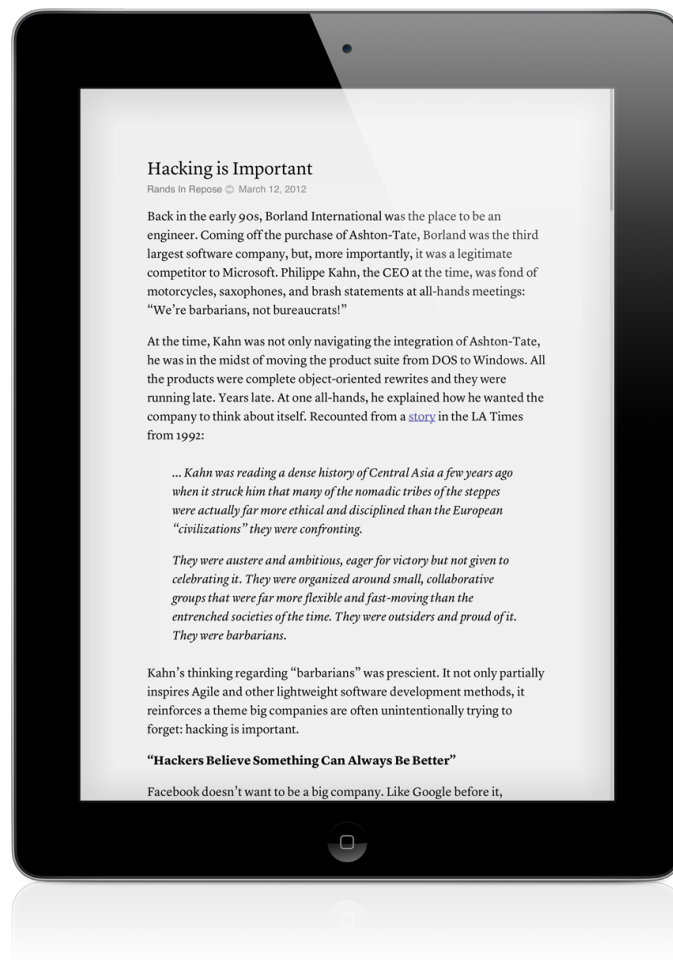 Hacking is Important
Rands In Repose March 12, 2012
Back in the early 90s, Borland International was the place to be an
engineer. Coming off the purchase of Ashton-Tate, Borland was the third
largest software company, but, more importantly, it was a legitimate
competitor to Microsoft. Philippe Kahn, the CEO at the time, was fond of
motorcycles, saxophones, and brash statements at all-hands meetings:
“We’re barbarians, not bureaucrats!”
At the time, Kahn was not only navigating the integration of Ashton-Tate,
he was in the midst of moving the product suite from DOS to Windows. All
the products were complete object-oriented rewrites and they were
running late. Years late. At one all-hands, he explained how he wanted the
company to think about itself. Recounted from a story in the LA Times
from 1992:
... Kahn was reading a dense history of Central Asia a few years ago
when it struck him that many of the nomadic tribes of the steppes
were actually far more ethical and disciplined than the European
“civilizations” they were confronting.
They were austere and ambitious, eager for victory but not given to
celebrating it. They were organized around small, collaborative
groups that were far more flexible and fast-moving than the
entrenched societies of the time. They were outsiders and proud of it.
They were barbarians.
Kahn’s thinking regarding “barbarians” was prescient. It not only partially
inspires Agile and other lightweight software development methods, it
reinforces a theme big companies are often unintentionally trying to
forget: hacking is important.
“Hackers Believe Something Can Always Be Better”
Facebook doesn’t want to be a big company. Like Google before it,